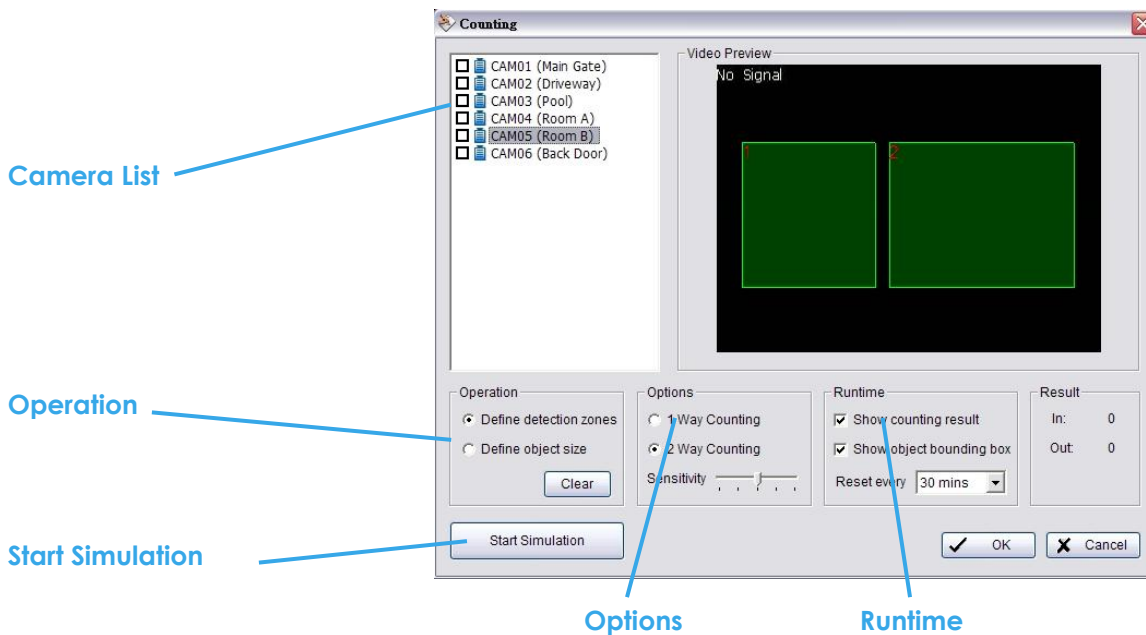 Counting
CAM01 (Main Gate)
CAM02 (Driveway)
CAM03 (Pool)
CAM04 (Room A)
CAM05 (Room B)
CAM06 (Back Door)
Video Preview
No Signal
1
2
Camera List
Operation
Operation
Define detection zones
Define object size
Clear
Options
1 Way Counting
2 Way Counting
Sensitivity
Runtime
Show counting result
Show object bounding box
Reset every 30 mins
Result
In: 0
Out: 0
Start Simulation
Start Simulation
OK
Cancel
Options
Runtime